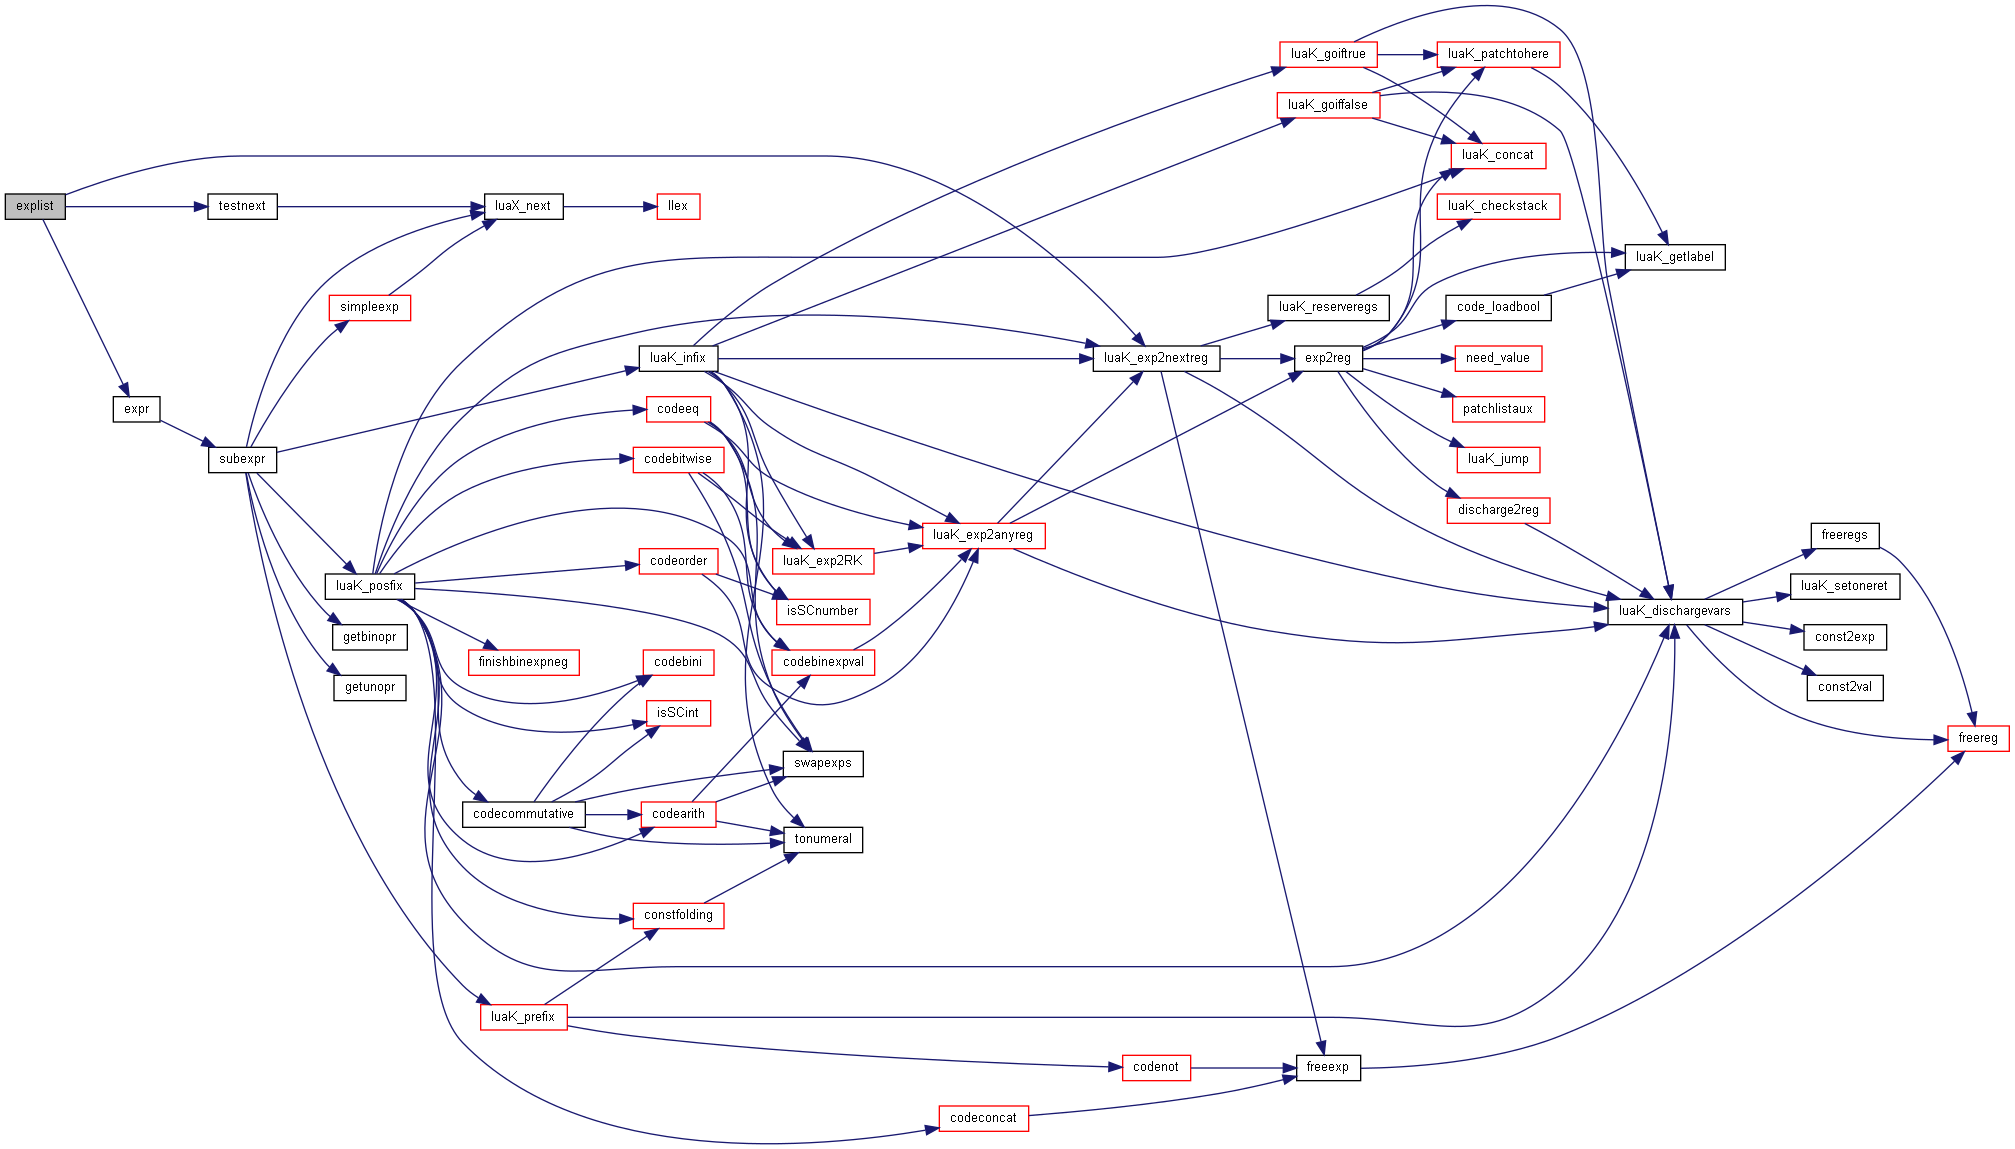 explist
testnext
expr
subexpr
simpleexp
luaX_next
llex
luaK_posfix
getbinopr
getunopr
luaK_infix
codeeq
codebitwise
codeorder
finishbinexpneg
codebini
isSCint
codecommutative
codearith
constfolding
luaK_prefix
luaK_exp2RK
isSCnumber
codebinexpval
swapexps
tonumeral
luaK_exp2anyreg
codenot
codeconcat
luaK_exp2nextreg
luaK_goiftrue
luaK_goiffalse
luaK_reserveregs
exp2reg
freeexp
luaK_patchtohere
luaK_concat
luaK_checkstack
code_loadbool
need_value
patchlistaux
luaK_jump
discharge2reg
luaK_getlabel
luaK_dischargevars
freeregs
luaK_setoneret
const2exp
const2val
freereg